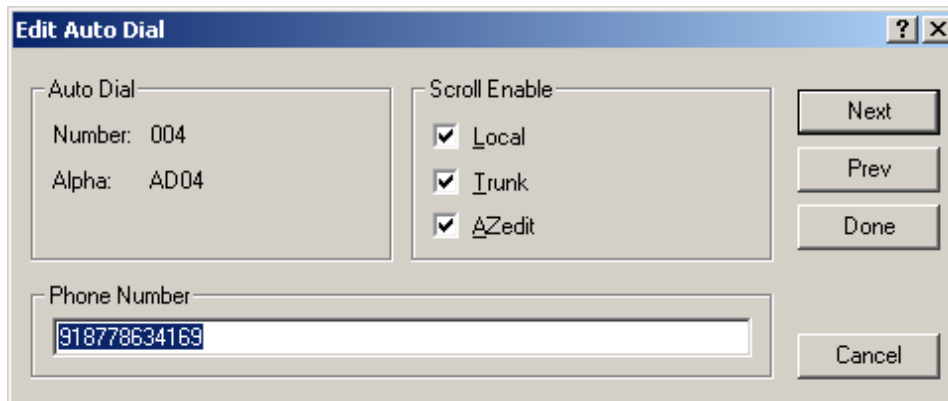 Edit Auto Dial
?
Auto Dial
Number: 004
Alpha: AD04
Scroll Enable
Local
Trunk
AZedit
Next
Prev
Done
Phone Number
918778634169
Cancel